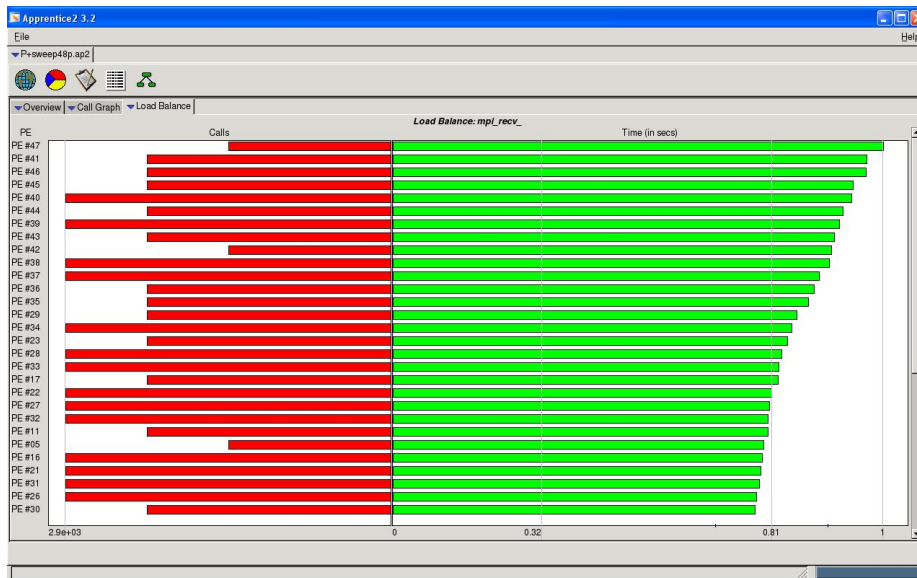 Apprentice2 3.2
File Help
P+sweep48p.ap2
Overview Call Graph Load Balance
Load Balance: mpi_recv_
PE Calls Time (in secs)
PE #47
PE #41
PE #46
PE #45
PE #40
PE #44
PE #39
PE #43
PE #42
PE #38
PE #37
PE #36
PE #35
PE #29
PE #34
PE #23
PE #28
PE #33
PE #17
PE #22
PE #27
PE #32
PE #11
PE #05
PE #16
PE #21
PE #31
PE #26
PE #30
2.9e+03 0 0.32 0.81 1